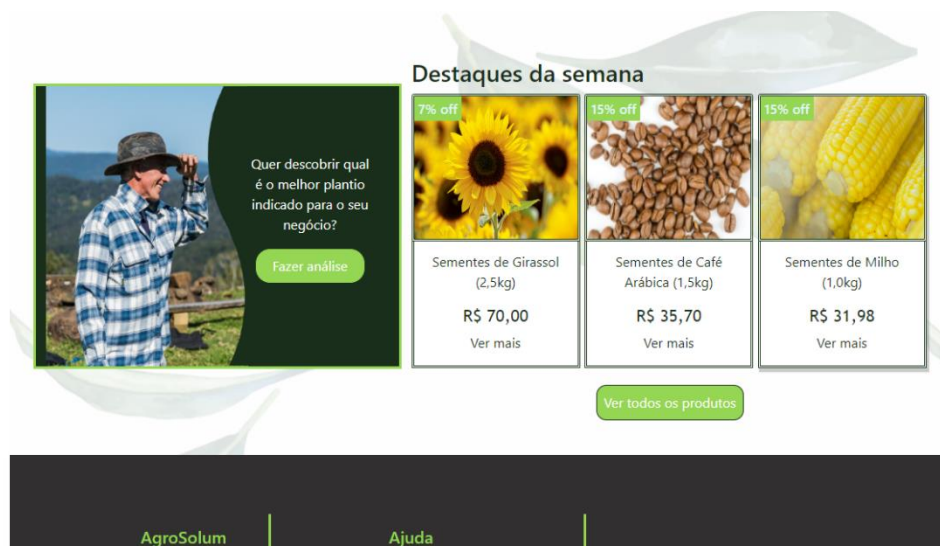 Destaques da semana
Quer descobrir qual
é o melhor plantio
indicado para o seu
negócio?
Fazer análise
7% off
Sementes de Girassol
(2,5kg)
R$ 70,00
Ver mais
15% off
Sementes de Café
Arábica (1,5kg)
R$ 35,70
Ver mais
15% off
Sementes de Milho
(1,0kg)
R$ 31,98
Ver mais
Ver todos os produtos
AgroSolum
Ajuda